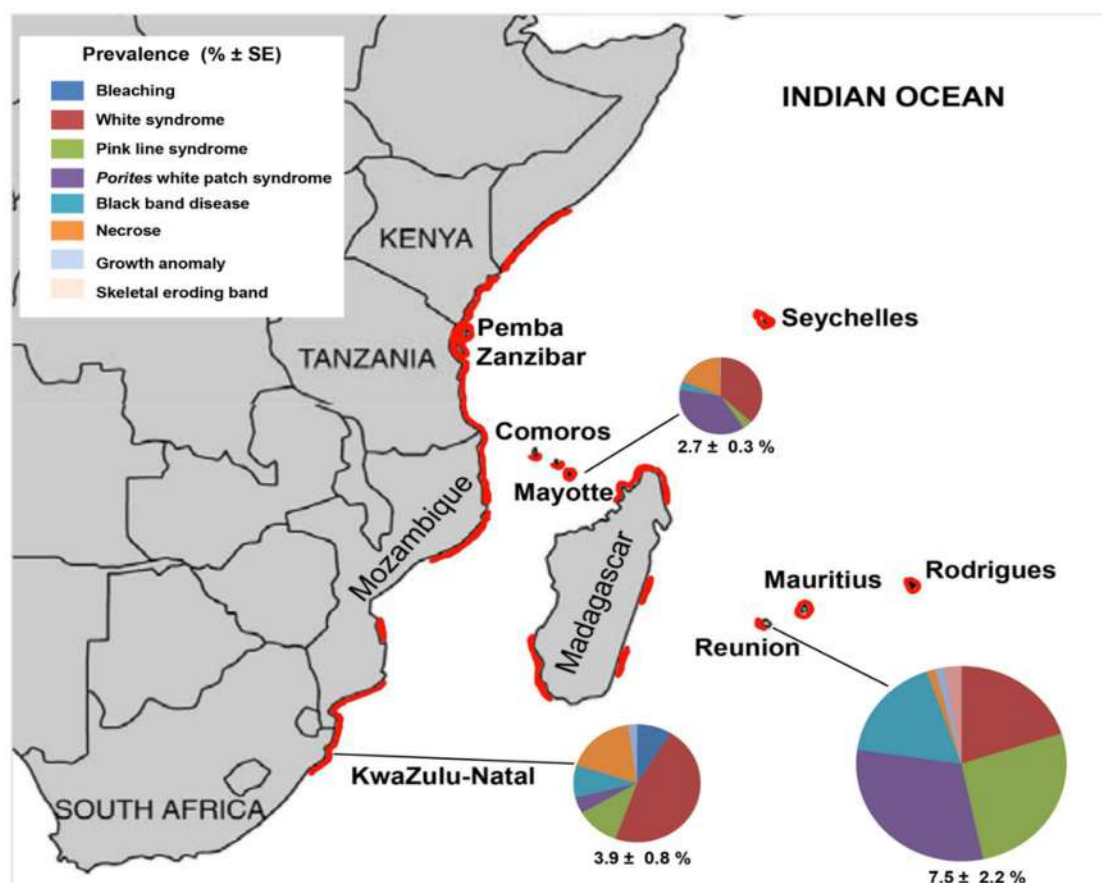 Prevalence (% ± SE)
Bleaching
White syndrome
Pink line syndrome
Porites white patch syndrome
Black band disease
Necrose
Growth anomaly
Skeletal eroding band
INDIAN OCEAN
KENYA
Pemba
Zanzibar
TANZANIA
Seychelles
Comoros
Mayotte
2.7 ± 0.3 %
Mozambique
Madagascar
Mauritius
Rodrigues
Reunion
KwaZulu-Natal
SOUTH AFRICA
3.9 ± 0.8 %
7.5 ± 2.2 %